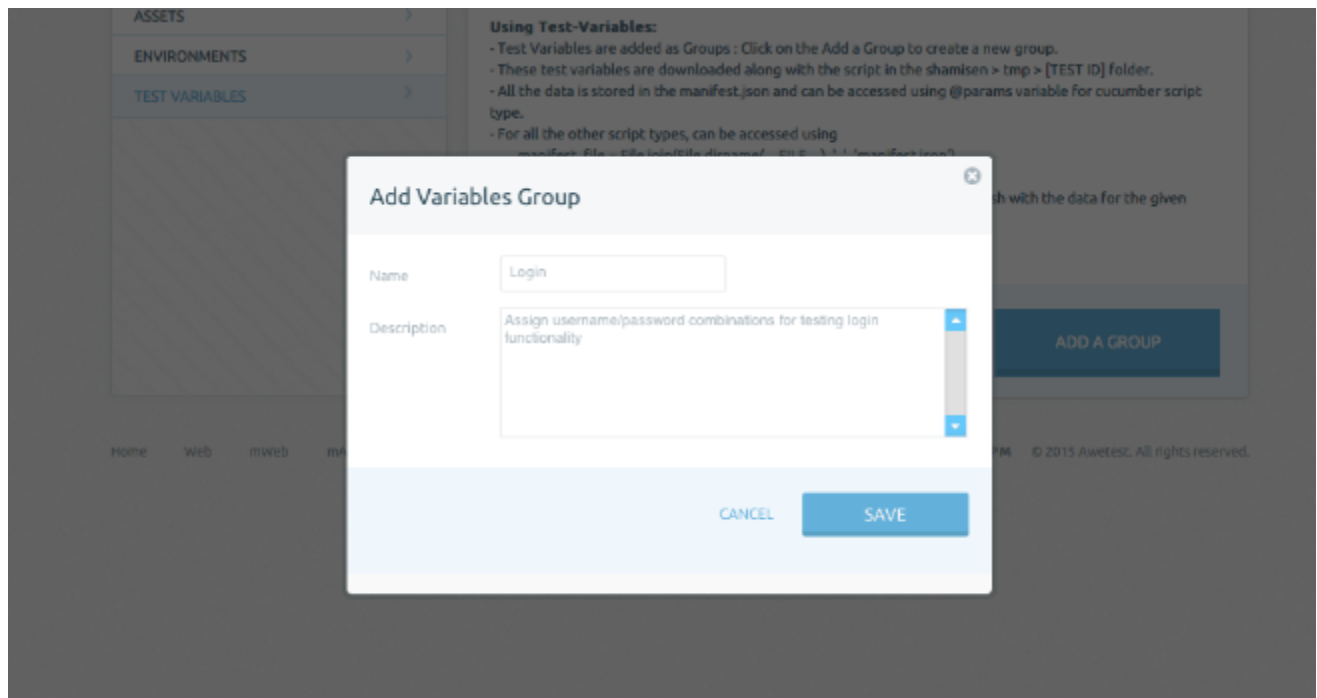 ASSETS
Using Test-Variables:
- Test Variables are added as Groups : Click on the Add a Group to create a new group.
ENVIRONMENTS
- These test variables are downloaded along with the script in the shamisen > tmp > [TEST ID] folder.
TEST VARIABLES
- All the data is stored in the manifest.json and can be accessed using @params variable for cucumber script
type.
- For all the other script types, can be accessed using
Add Variables Group
sh with the data for the given
Name
Login
Description
Assign username/password combinations for testing login
functionality
ADD A GROUP
Home Web mWeb
PM © 2015 Awetest. All rights reserved.
CANCEL
SAVE